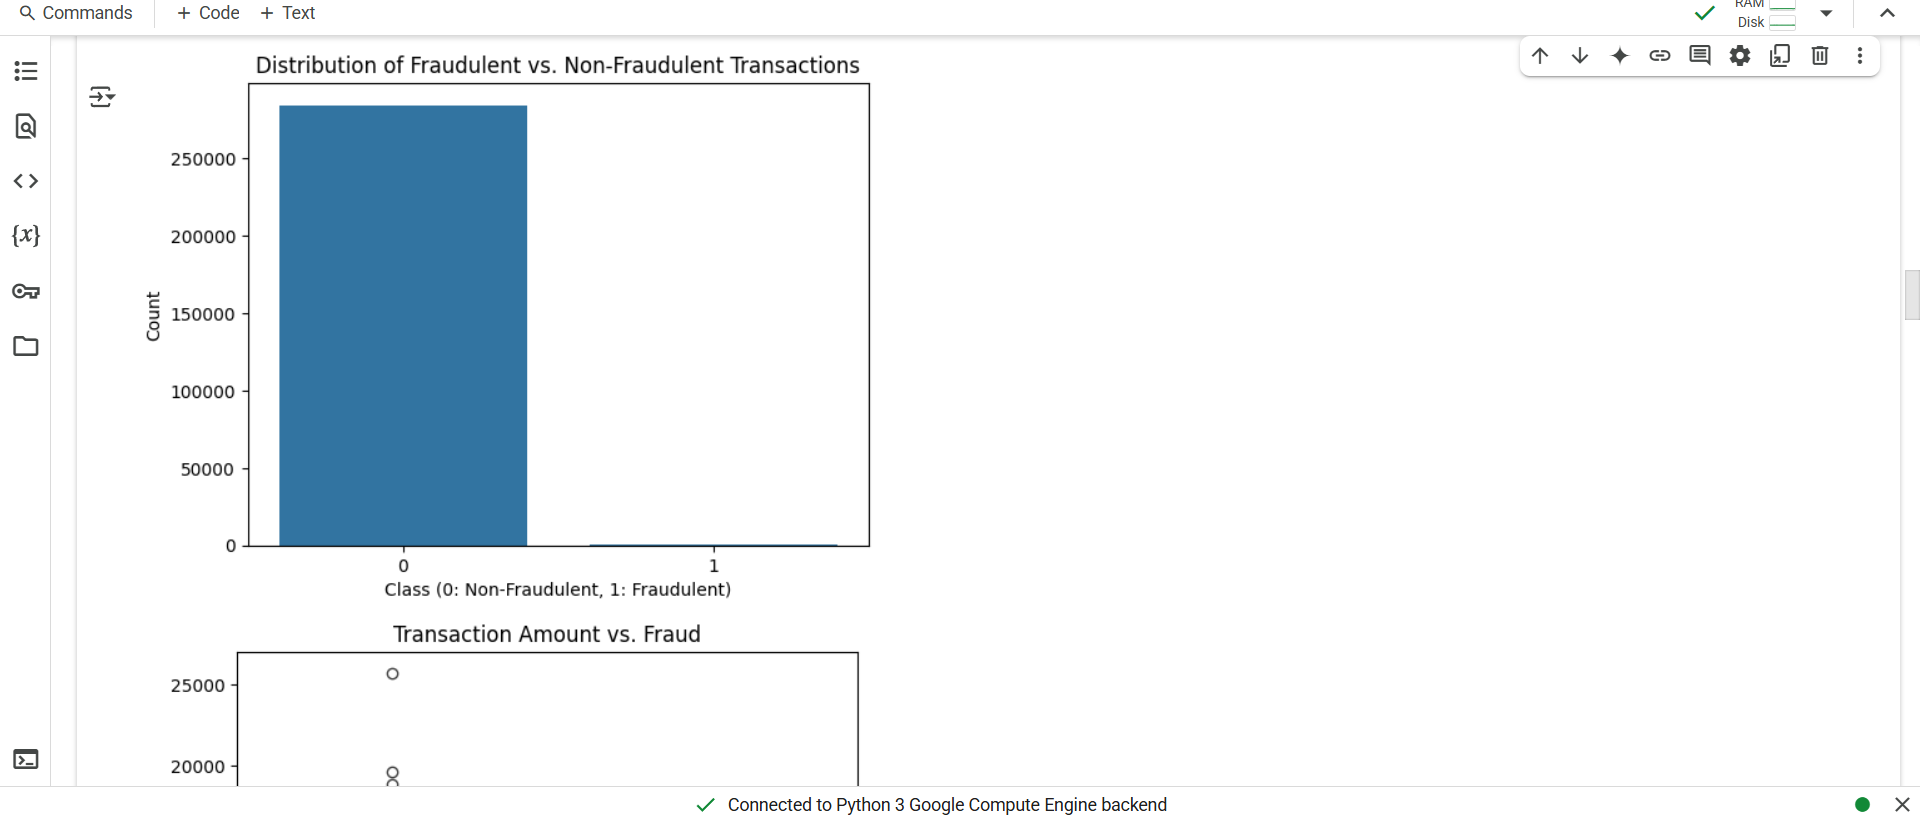 Commands + Code + Text
RAM
Disk
Distribution of Fraudulent vs. Non-Fraudulent Transactions
250000
200000
150000
100000
50000
0
Count
0 1
Class (0: Non-Fraudulent, 1: Fraudulent)
Transaction Amount vs. Fraud
25000
20000
{x}
Connected to Python 3 Google Compute Engine backend